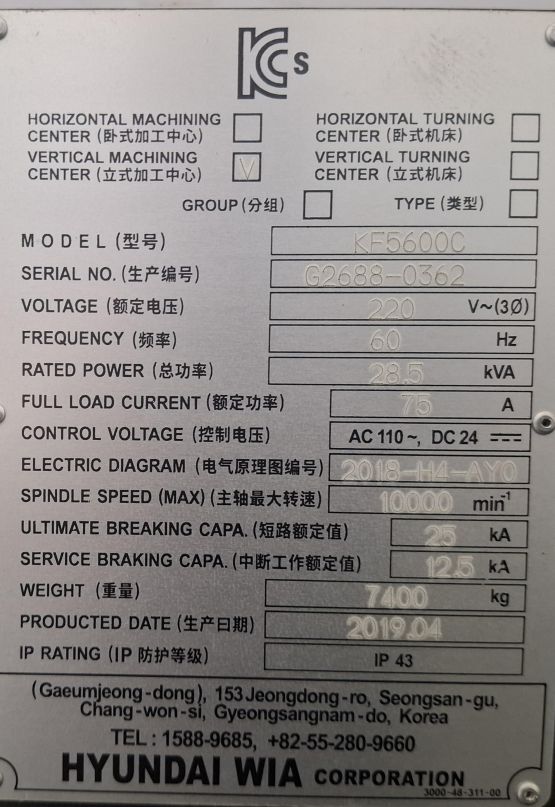 KC s
HORIZONTAL MACHINING
CENTER (卧式加工中心)
HORIZONTAL TURNING
CENTER (卧式机床)
VERTICAL MACHINING
CENTER (立式加工中心) V
VERTICAL TURNING
CENTER (立式机床)
GROUP (分组) TYPE (类型)
MODEL (型号) KF5600C
SERIAL NO. (生产编号) G2688-0362
VOLTAGE (额定电压) 220 V~(3Ø)
FREQUENCY (频率) 60 Hz
RATED POWER (总功率) 28.5 kVA
FULL LOAD CURRENT (额定功率) 75 A
CONTROL VOLTAGE (控制电压) AC 110~, DC 24 ⎓
ELECTRIC DIAGRAM (电气原理图编号) 2018-H4-AY0
SPINDLE SPEED (MAX) (主轴最大转速) 10000 min⁻¹
ULTIMATE BREAKING CAPA. (短路额定值) 25 kA
SERVICE BRAKING CAPA. (中断工作额定值) 12.5 kA
WEIGHT (重量) 7400 kg
PRODUCTED DATE (生产日期) 2019.04
IP RATING (IP 防护等级) IP 43
(Gaeumjeong-dong), 153 Jeongdong-ro, Seongsan-gu,
Chang-won-si, Gyeongsangnam-do, Korea
TEL : 1588-9685, +82-55-280-9660
HYUNDAI WIA CORPORATION
3000-48-311-00